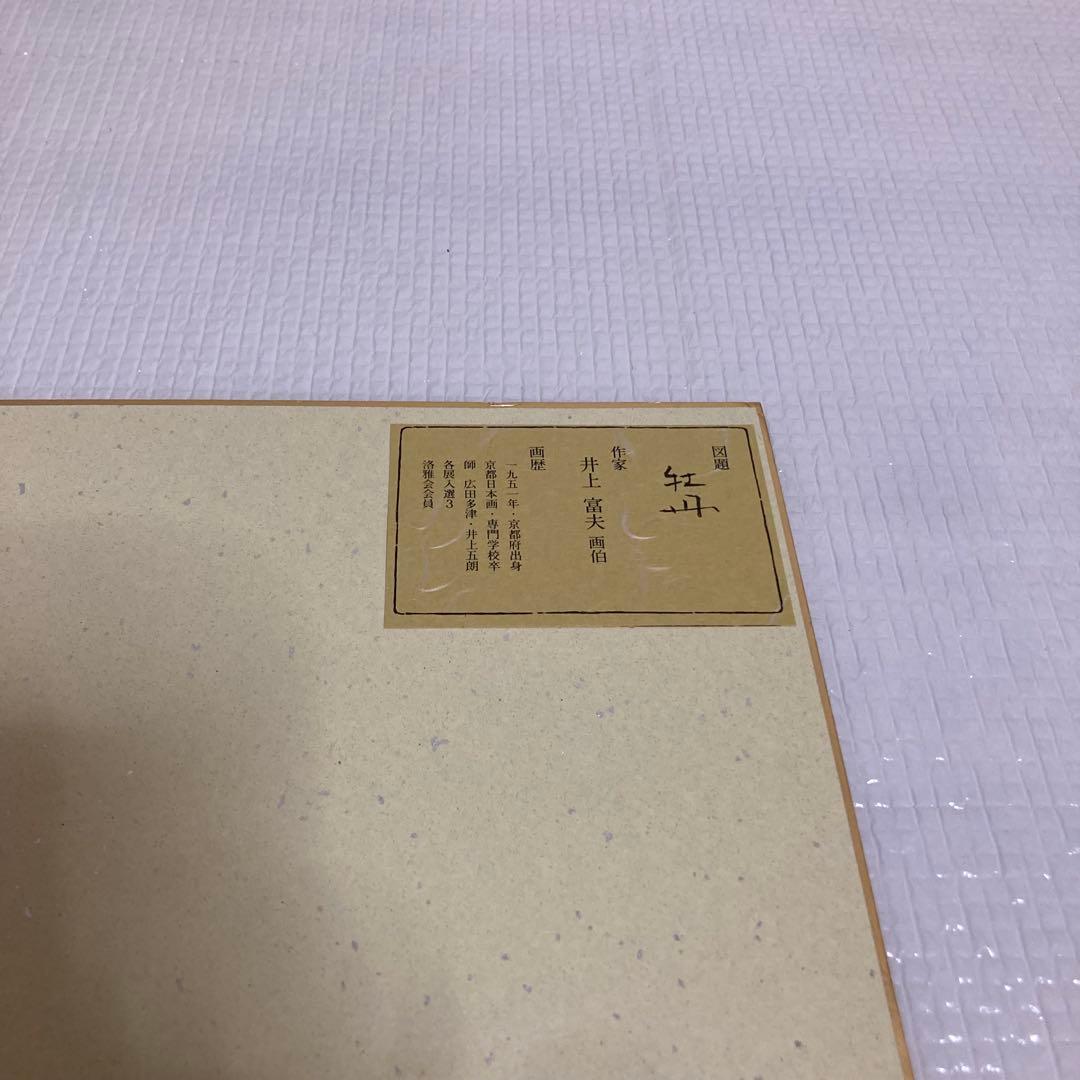 図題
牡丹
作家
井上 富夫 画伯
画歴
一九五一年・京都府出身
京都日本画・専門学校卒
師 広田多津・井上五朗
各展入選3
洛雅会会員